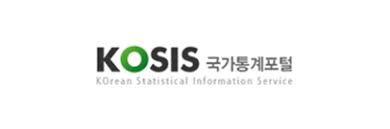 KOSIS 국가통계포털
KOrean Statistical Information Service